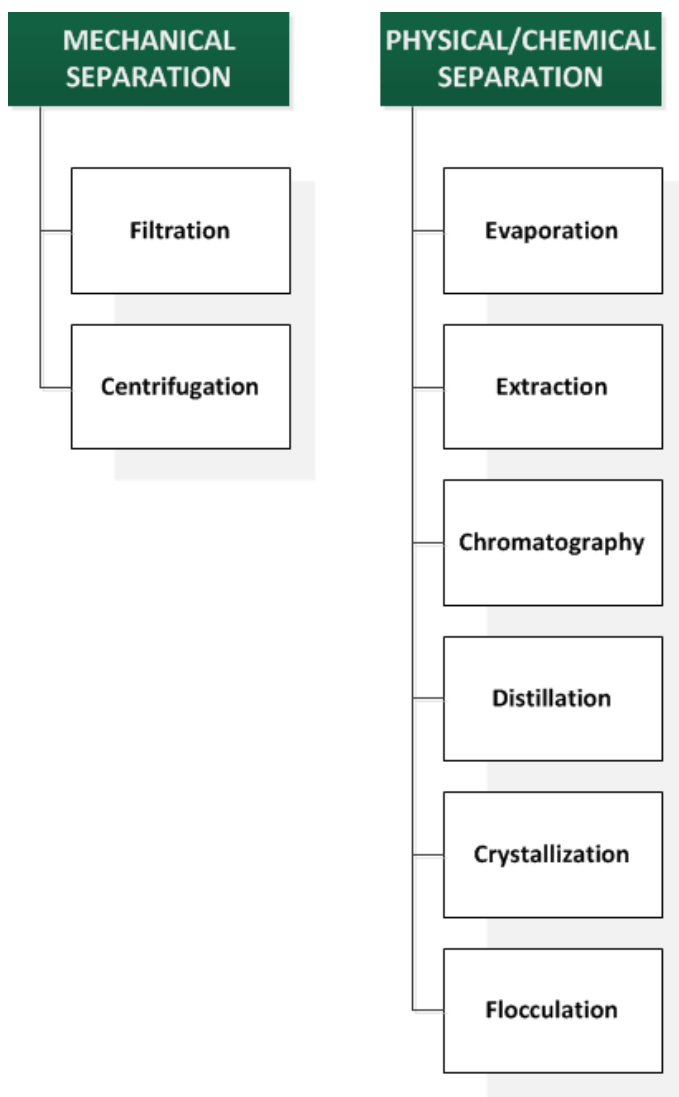 MECHANICAL
SEPARATION
Filtration
Centrifugation
PHYSICAL/CHEMICAL
SEPARATION
Evaporation
Extraction
Chromatography
Distillation
Crystallization
Flocculation